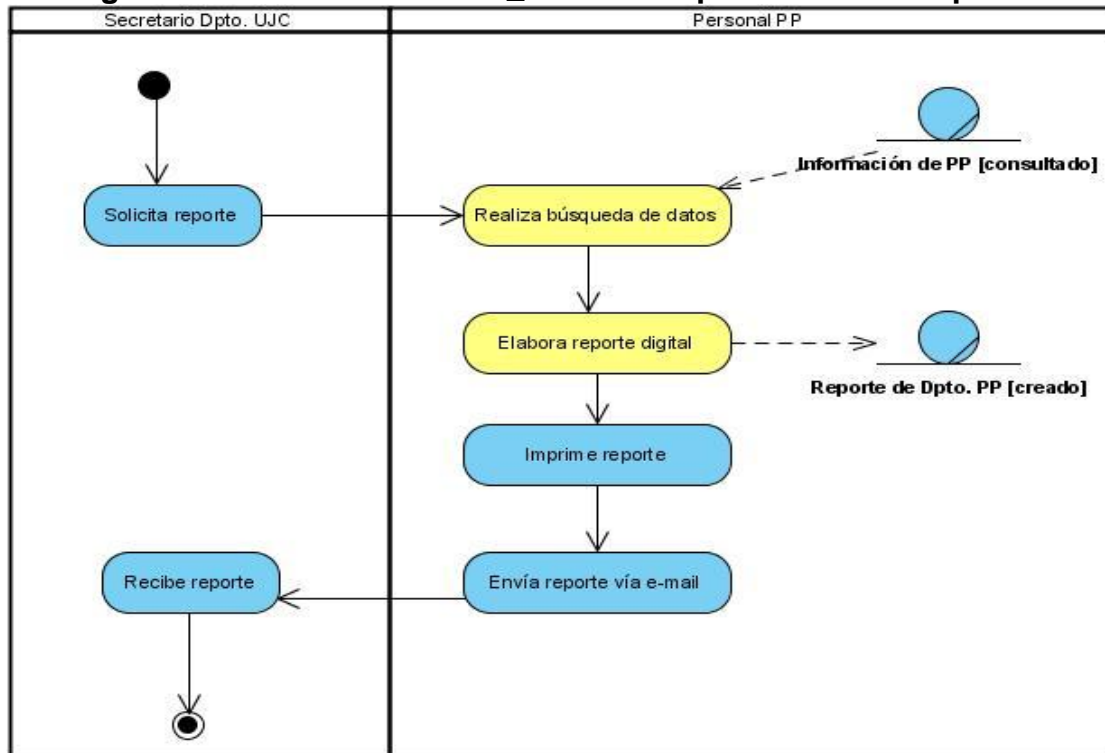 Secretario Dpto. UJC
Personal PP
Información de PP [consultado]
Solicita reporte
Realiza búsqueda de datos
Elabora reporte digital
Reporte de Dpto. PP [creado]
Imprime reporte
Recibe reporte
Envía reporte vía e-mail